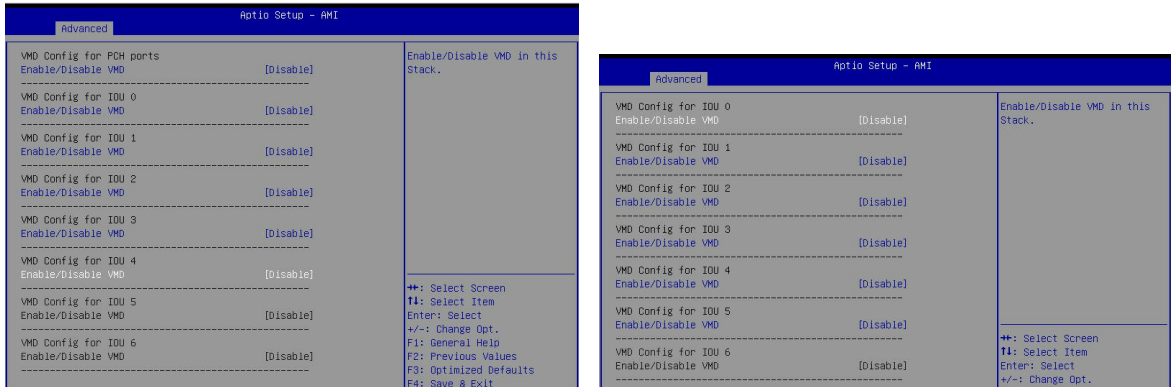 Aptio Setup - AMI
Advanced
VMD Config for PCH ports
Enable/Disable VMD [Disable]
VMD Config for IOU 0
Enable/Disable VMD [Disable]
VMD Config for IOU 1
Enable/Disable VMD [Disable]
VMD Config for IOU 2
Enable/Disable VMD [Disable]
VMD Config for IOU 3
Enable/Disable VMD [Disable]
VMD Config for IOU 4
Enable/Disable VMD [Disable]
VMD Config for IOU 5
Enable/Disable VMD [Disable]
VMD Config for IOU 6
Enable/Disable VMD [Disable]
Enable/Disable VMD in this
Stack.
→←: Select Screen
↑↓: Select Item
Enter: Select
+/-: Change Opt.
F1: General Help
F2: Previous Values
F3: Optimized Defaults
F4: Save & Exit
Aptio Setup - AMI
Advanced
VMD Config for IOU 0
Enable/Disable VMD [Disable]
VMD Config for IOU 1
Enable/Disable VMD [Disable]
VMD Config for IOU 2
Enable/Disable VMD [Disable]
VMD Config for IOU 3
Enable/Disable VMD [Disable]
VMD Config for IOU 4
Enable/Disable VMD [Disable]
VMD Config for IOU 5
Enable/Disable VMD [Disable]
VMD Config for IOU 6
Enable/Disable VMD [Disable]
Enable/Disable VMD in this
Stack.
→←: Select Screen
↑↓: Select Item
Enter: Select
+/-: Change Opt.